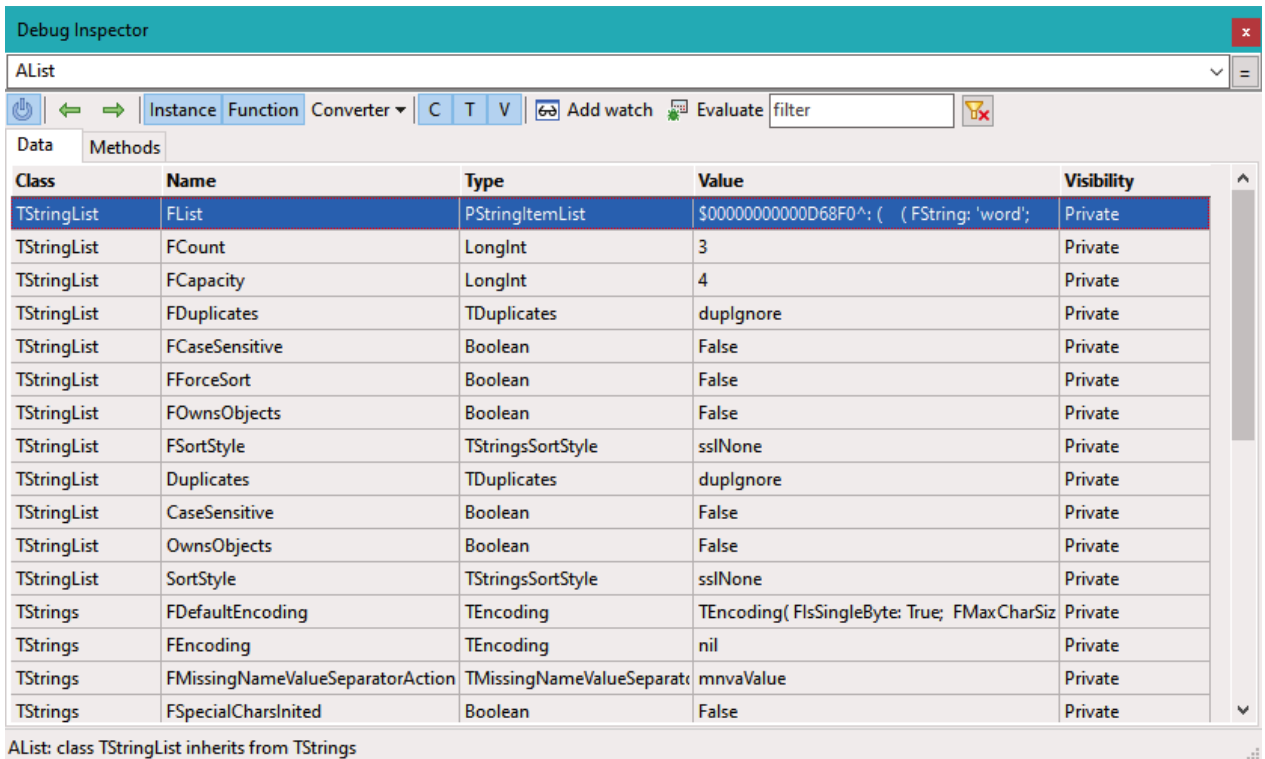 Debug Inspector x
AList =
Instance Function Converter C T V Add watch Evaluate filter
Data Methods
Class Name Type Value Visibility
TStringList FList PStringItemList $00000000000D68F0^: ( ( FString: 'word'; Private
TStringList FCount LongInt 3 Private
TStringList FCapacity LongInt 4 Private
TStringList FDuplicates TDuplicates dupIgnore Private
TStringList FCaseSensitive Boolean False Private
TStringList FForceSort Boolean False Private
TStringList FOwnsObjects Boolean False Private
TStringList FSortStyle TStringsSortStyle sslNone Private
TStringList Duplicates TDuplicates dupIgnore Private
TStringList CaseSensitive Boolean False Private
TStringList OwnsObjects Boolean False Private
TStringList SortStyle TStringsSortStyle sslNone Private
TStrings FDefaultEncoding TEncoding TEncoding( FIsSingleByte: True; FMaxCharSiz Private
TStrings FEncoding TEncoding nil Private
TStrings FMissingNameValueSeparatorAction TMissingNameValueSeparat mnvaValue Private
TStrings FSpecialCharsInited Boolean False Private
AList: class TStringList inherits from TStrings